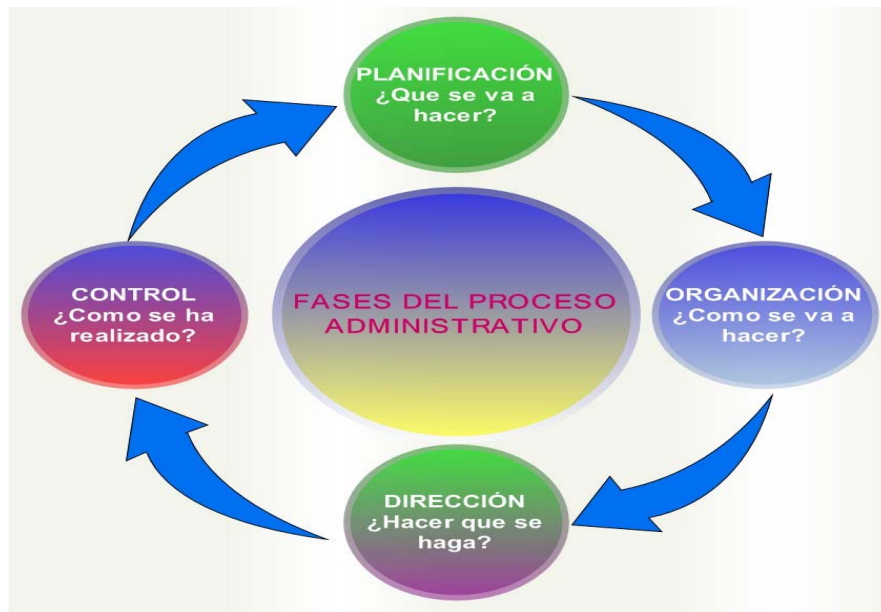 PLANIFICACIÓN
¿Que se va a
hacer?
CONTROL
¿Como se ha
realizado?
FASES DEL PROCESO
ADMINISTRATIVO
ORGANIZACIÓN
¿Como se va a
hacer?
DIRECCIÓN
¿Hacer que se
haga?